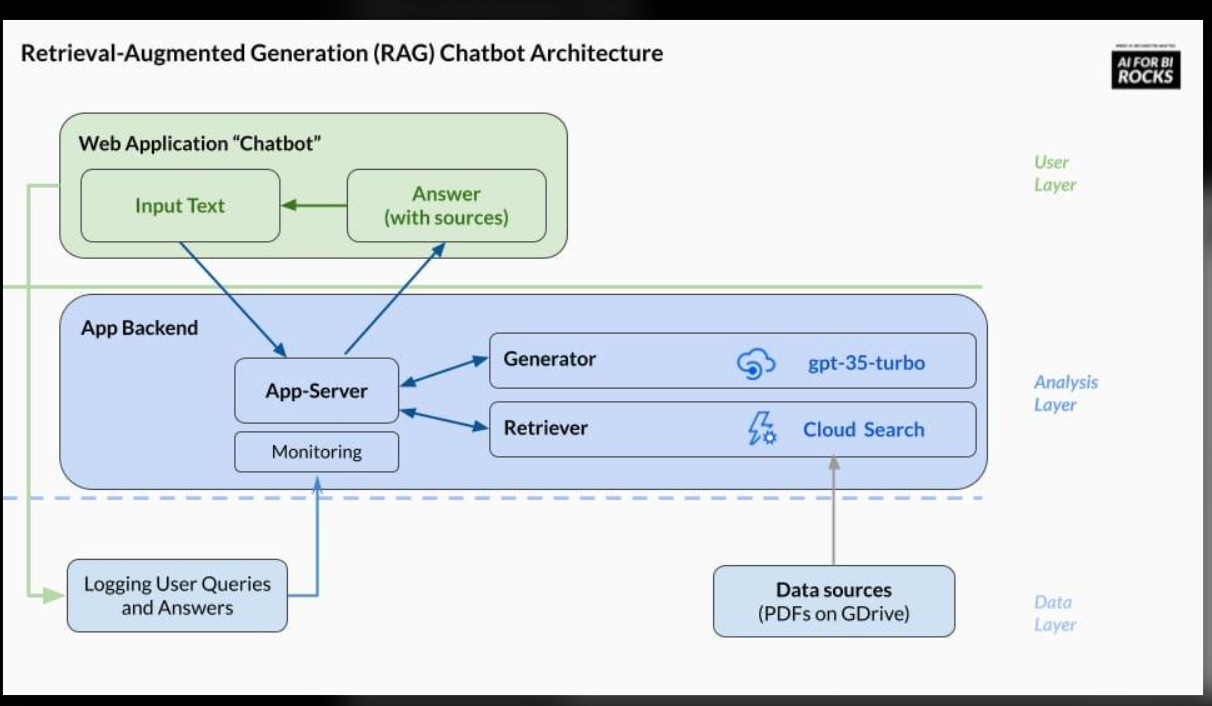 Retrieval-Augmented Generation (RAG) Chatbot Architecture
AI FOR BI
ROCKS
Web Application “Chatbot”
Input Text
Answer
(with sources)
User
Layer
App Backend
App-Server
Monitoring
Generator
gpt-35-turbo
Retriever
Cloud Search
Analysis
Layer
Logging User Queries
and Answers
Data sources
(PDFs on GDrive)
Data
Layer